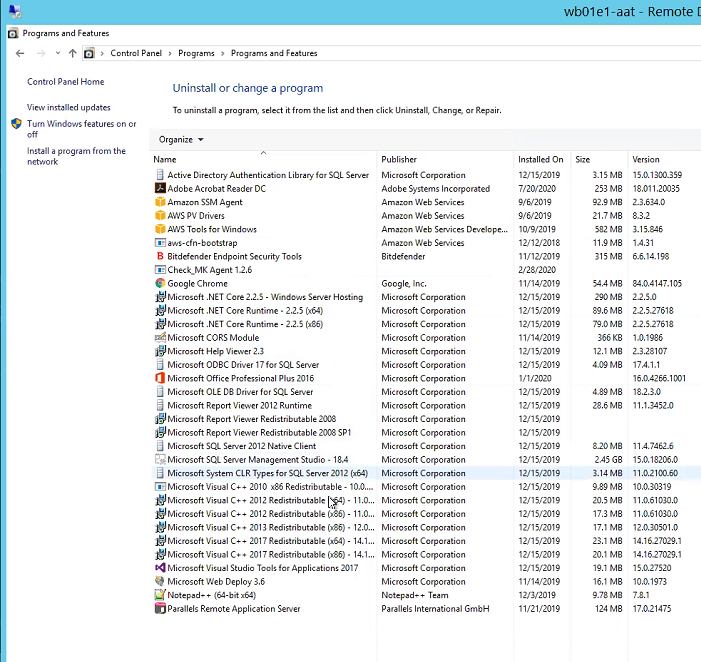 wb01e1-aat - Remote D
Programs and Features
Control Panel > Programs > Programs and Features
Control Panel Home
View installed updates
Turn Windows features on or
off
Install a program from the
network
Uninstall or change a program
To uninstall a program, select it from the list and then click Uninstall, Change, or Repair.
Organize
Name Publisher Installed On Size Version
Active Directory Authentication Library for SQL Server Microsoft Corporation 12/15/2019 3.15 MB 15.0.1300.359
Adobe Acrobat Reader DC Adobe Systems Incorporated 7/20/2020 253 MB 18.011.20035
Amazon SSM Agent Amazon Web Services 9/6/2019 92.9 MB 2.3.634.0
AWS PV Drivers Amazon Web Services 9/6/2019 21.7 MB 8.3.2
AWS Tools for Windows Amazon Web Services Develope... 10/9/2019 582 MB 3.15.846
aws-cfn-bootstrap Amazon Web Services 12/12/2018 11.9 MB 1.4.31
Bitdefender Endpoint Security Tools Bitdefender 11/12/2019 315 MB 6.6.14.198
Check_MK Agent 1.2.6 2/28/2020
Google Chrome Google, Inc. 11/14/2019 54.4 MB 84.0.4147.105
Microsoft .NET Core 2.2.5 - Windows Server Hosting Microsoft Corporation 12/15/2019 290 MB 2.2.5.0
Microsoft .NET Core Runtime - 2.2.5 (x64) Microsoft Corporation 12/15/2019 89.6 MB 2.2.5.27618
Microsoft .NET Core Runtime - 2.2.5 (x86) Microsoft Corporation 12/15/2019 79.0 MB 2.2.5.27618
Microsoft CORS Module Microsoft Corporation 11/14/2019 366 KB 1.0.1986
Microsoft Help Viewer 2.3 Microsoft Corporation 12/15/2019 12.1 MB 2.3.28107
Microsoft ODBC Driver 17 for SQL Server Microsoft Corporation 12/15/2019 4.09 MB 17.4.1.1
Microsoft Office Professional Plus 2016 Microsoft Corporation 1/1/2020 16.0.4266.1001
Microsoft OLE DB Driver for SQL Server Microsoft Corporation 12/15/2019 4.89 MB 18.2.3.0
Microsoft Report Viewer 2012 Runtime Microsoft Corporation 12/15/2019 28.6 MB 11.1.3452.0
Microsoft Report Viewer Redistributable 2008 Microsoft Corporation 12/15/2019
Microsoft Report Viewer Redistributable 2008 SP1 Microsoft Corporation 12/15/2019
Microsoft SQL Server 2012 Native Client Microsoft Corporation 12/15/2019 8.20 MB 11.4.7462.6
Microsoft SQL Server Management Studio - 18.4 Microsoft Corporation 12/15/2019 2.45 GB 15.0.18206.0
Microsoft System CLR Types for SQL Server 2012 (x64) Microsoft Corporation 12/15/2019 3.14 MB 11.0.2100.60
Microsoft Visual C++ 2010 x86 Redistributable - 10.0.... Microsoft Corporation 12/15/2019 9.89 MB 10.0.30319
Microsoft Visual C++ 2012 Redistributable (x64) - 11.0... Microsoft Corporation 12/15/2019 20.5 MB 11.0.61030.0
Microsoft Visual C++ 2012 Redistributable (x86) - 11.0... Microsoft Corporation 12/15/2019 17.3 MB 11.0.61030.0
Microsoft Visual C++ 2013 Redistributable (x86) - 12.0... Microsoft Corporation 12/15/2019 17.1 MB 12.0.30501.0
Microsoft Visual C++ 2017 Redistributable (x64) - 14.1... Microsoft Corporation 12/15/2019 23.1 MB 14.16.27029.1
Microsoft Visual C++ 2017 Redistributable (x86) - 14.1... Microsoft Corporation 12/15/2019 20.1 MB 14.16.27029.1
Microsoft Visual Studio Tools for Applications 2017 Microsoft Corporation 12/15/2019 19.1 MB 15.0.27520
Microsoft Web Deploy 3.6 Microsoft Corporation 11/14/2019 16.1 MB 10.0.1973
Notepad++ (64-bit x64) Notepad++ Team 12/3/2019 9.78 MB 7.8.1
Parallels Remote Application Server Parallels International GmbH 11/21/2019 124 MB 17.0.21475